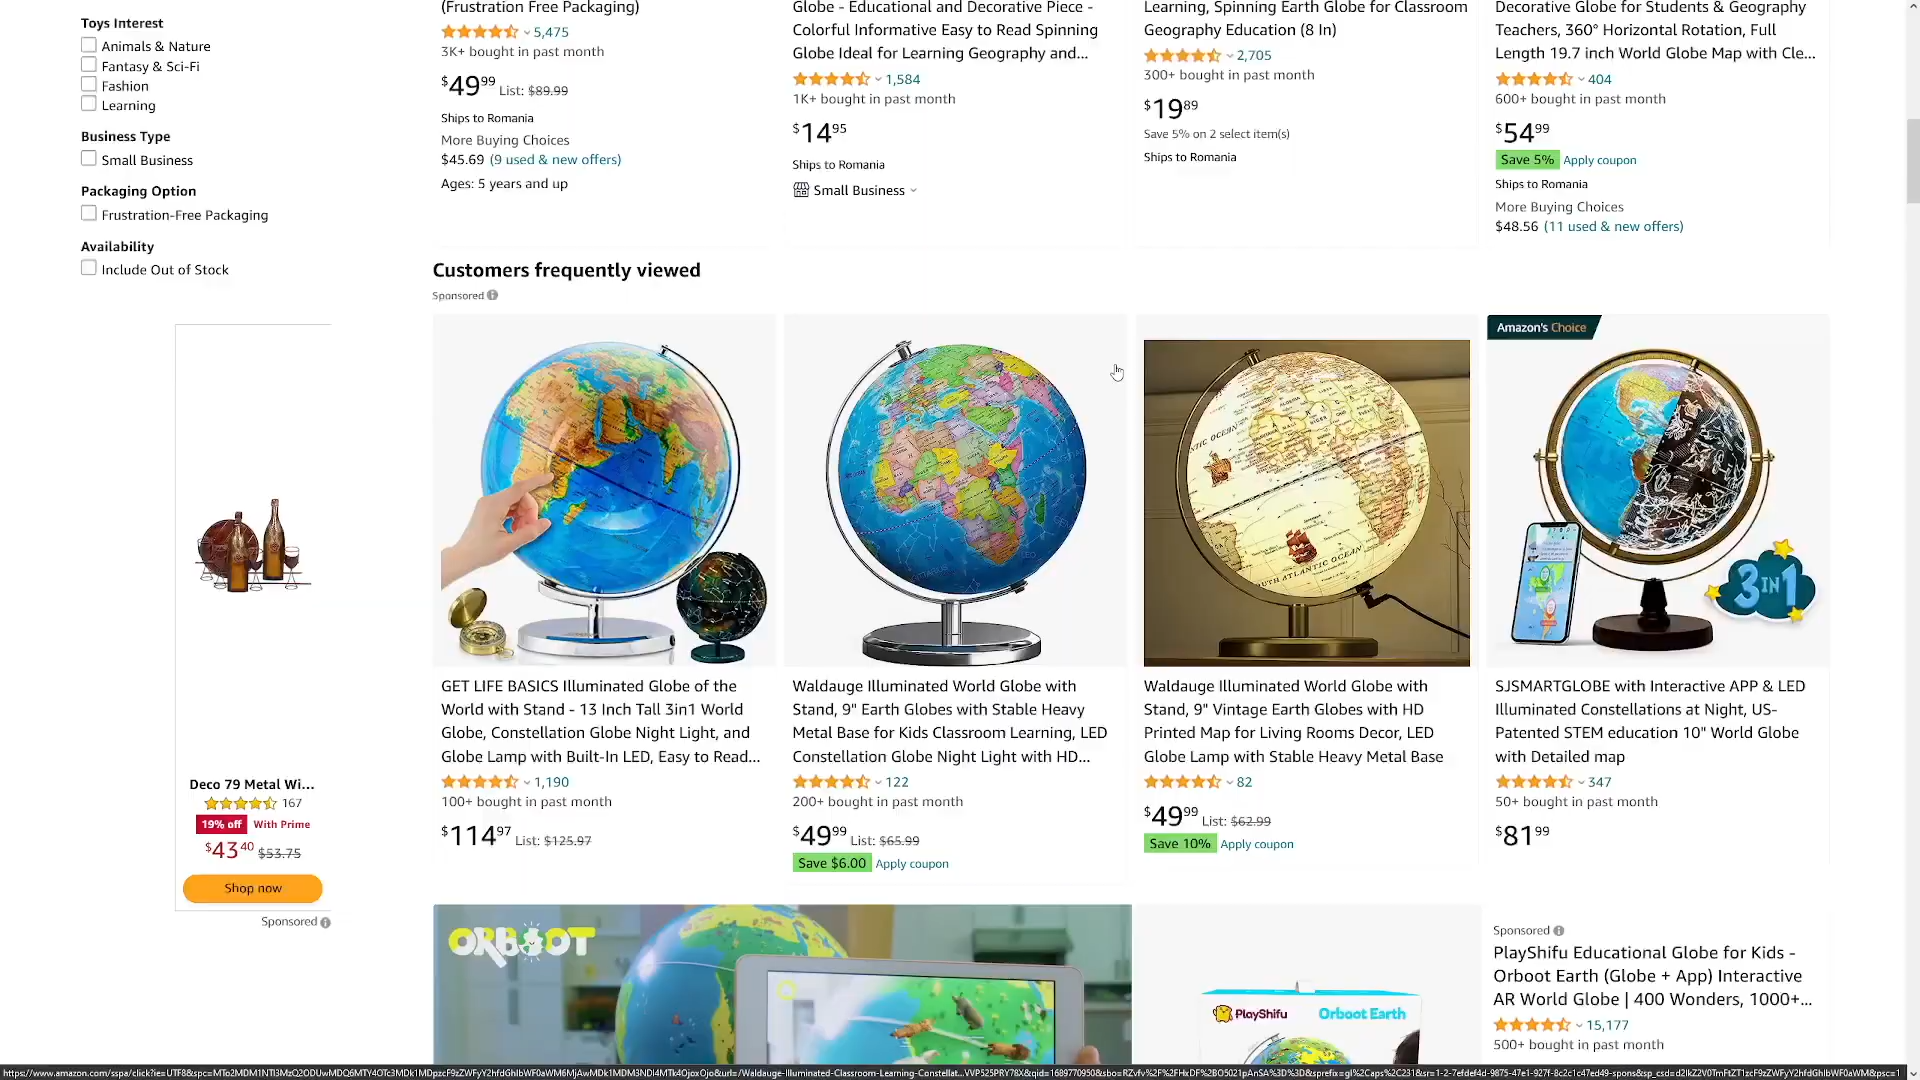 Toys Interest
Animals & Nature
Fantasy & Sci-Fi
Fashion
Learning
Business Type
Small Business
Packaging Option
Frustration-Free Packaging
Availability
Include Out of Stock
Deco 79 Metal Wi...
167
19% off With Prime
$43.40 $53.75
Shop now
Sponsored
(Frustration Free Packaging)
5,475
3K+ bought in past month
$49.99 List: $89.99
Ships to Romania
More Buying Choices
$45.69 (9 used & new offers)
Ages: 5 years and up
Globe - Educational and Decorative Piece -
Colorful Informative Easy to Read Spinning
Globe Ideal for Learning Geography and...
1,584
1K+ bought in past month
$14.95
Ships to Romania
Small Business
Learning, Spinning Earth Globe for Classroom
Geography Education (8 In)
2,705
300+ bought in past month
$19.89
Save 5% on 2 select item(s)
Ships to Romania
Decorative Globe for Students & Geography
Teachers, 360° Horizontal Rotation, Full
Length 19.7 inch World Globe Map with Cle...
404
600+ bought in past month
$54.99
Save 5% Apply coupon
Ships to Romania
More Buying Choices
$48.56 (11 used & new offers)
Customers frequently viewed
Sponsored
GET LIFE BASICS Illuminated Globe of the
World with Stand - 13 Inch Tall 3in1 World
Globe, Constellation Globe Night Light, and
Globe Lamp with Built-In LED, Easy to Read...
1,190
100+ bought in past month
$114.97 List: $125.97
Waldauge Illuminated World Globe with
Stand, 9" Earth Globes with Stable Heavy
Metal Base for Kids Classroom Learning, LED
Constellation Globe Night Light with HD...
122
200+ bought in past month
$49.99 List: $65.99
Save $6.00 Apply coupon
SOUTH ATLANTIC OCEAN
Waldauge Illuminated World Globe with
Stand, 9" Vintage Earth Globes with HD
Printed Map for Living Rooms Decor, LED
Globe Lamp with Stable Heavy Metal Base
82
$49.99 List: $62.99
Save 10% Apply coupon
Amazon's Choice
3 IN 1
SJSMARTGLOBE with Interactive APP & LED
Illuminated Constellations at Night, US-
Patented STEM education 10" World Globe
with Detailed map
347
50+ bought in past month
$81.99
ORBOOT
PlayShifu Orboot Earth
Sponsored
PlayShifu Educational Globe for Kids -
Orboot Earth (Globe + App) Interactive
AR World Globe | 400 Wonders, 1000+...
15,177
500+ bought in past month